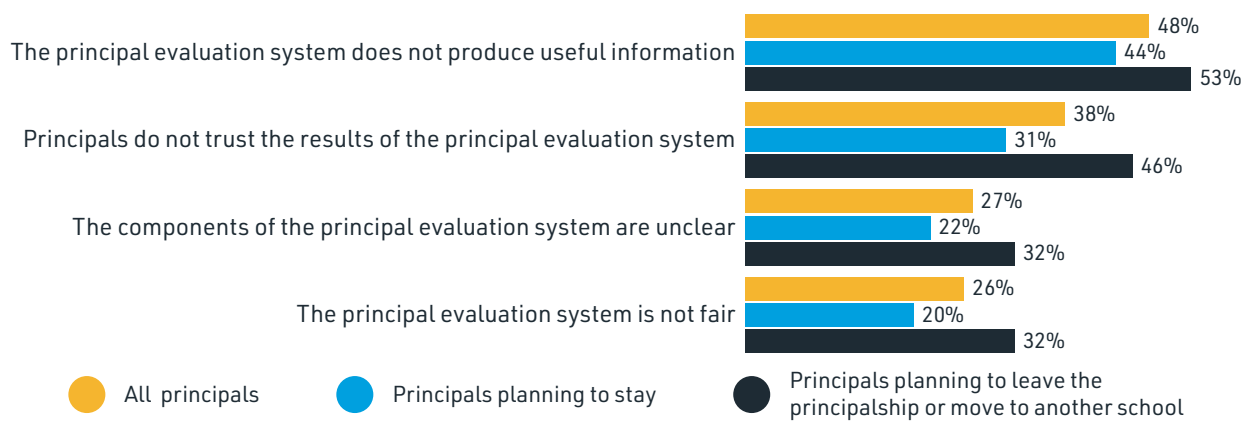 48%
The principal evaluation system does not produce useful information
44%
53%
38%
Principals do not trust the results of the principal evaluation system
31%
46%
27%
The components of the principal evaluation system are unclear
22%
32%
26%
The principal evaluation system is not fair
20%
32%
All principals
Principals planning to stay
Principals planning to leave the
principalship or move to another school